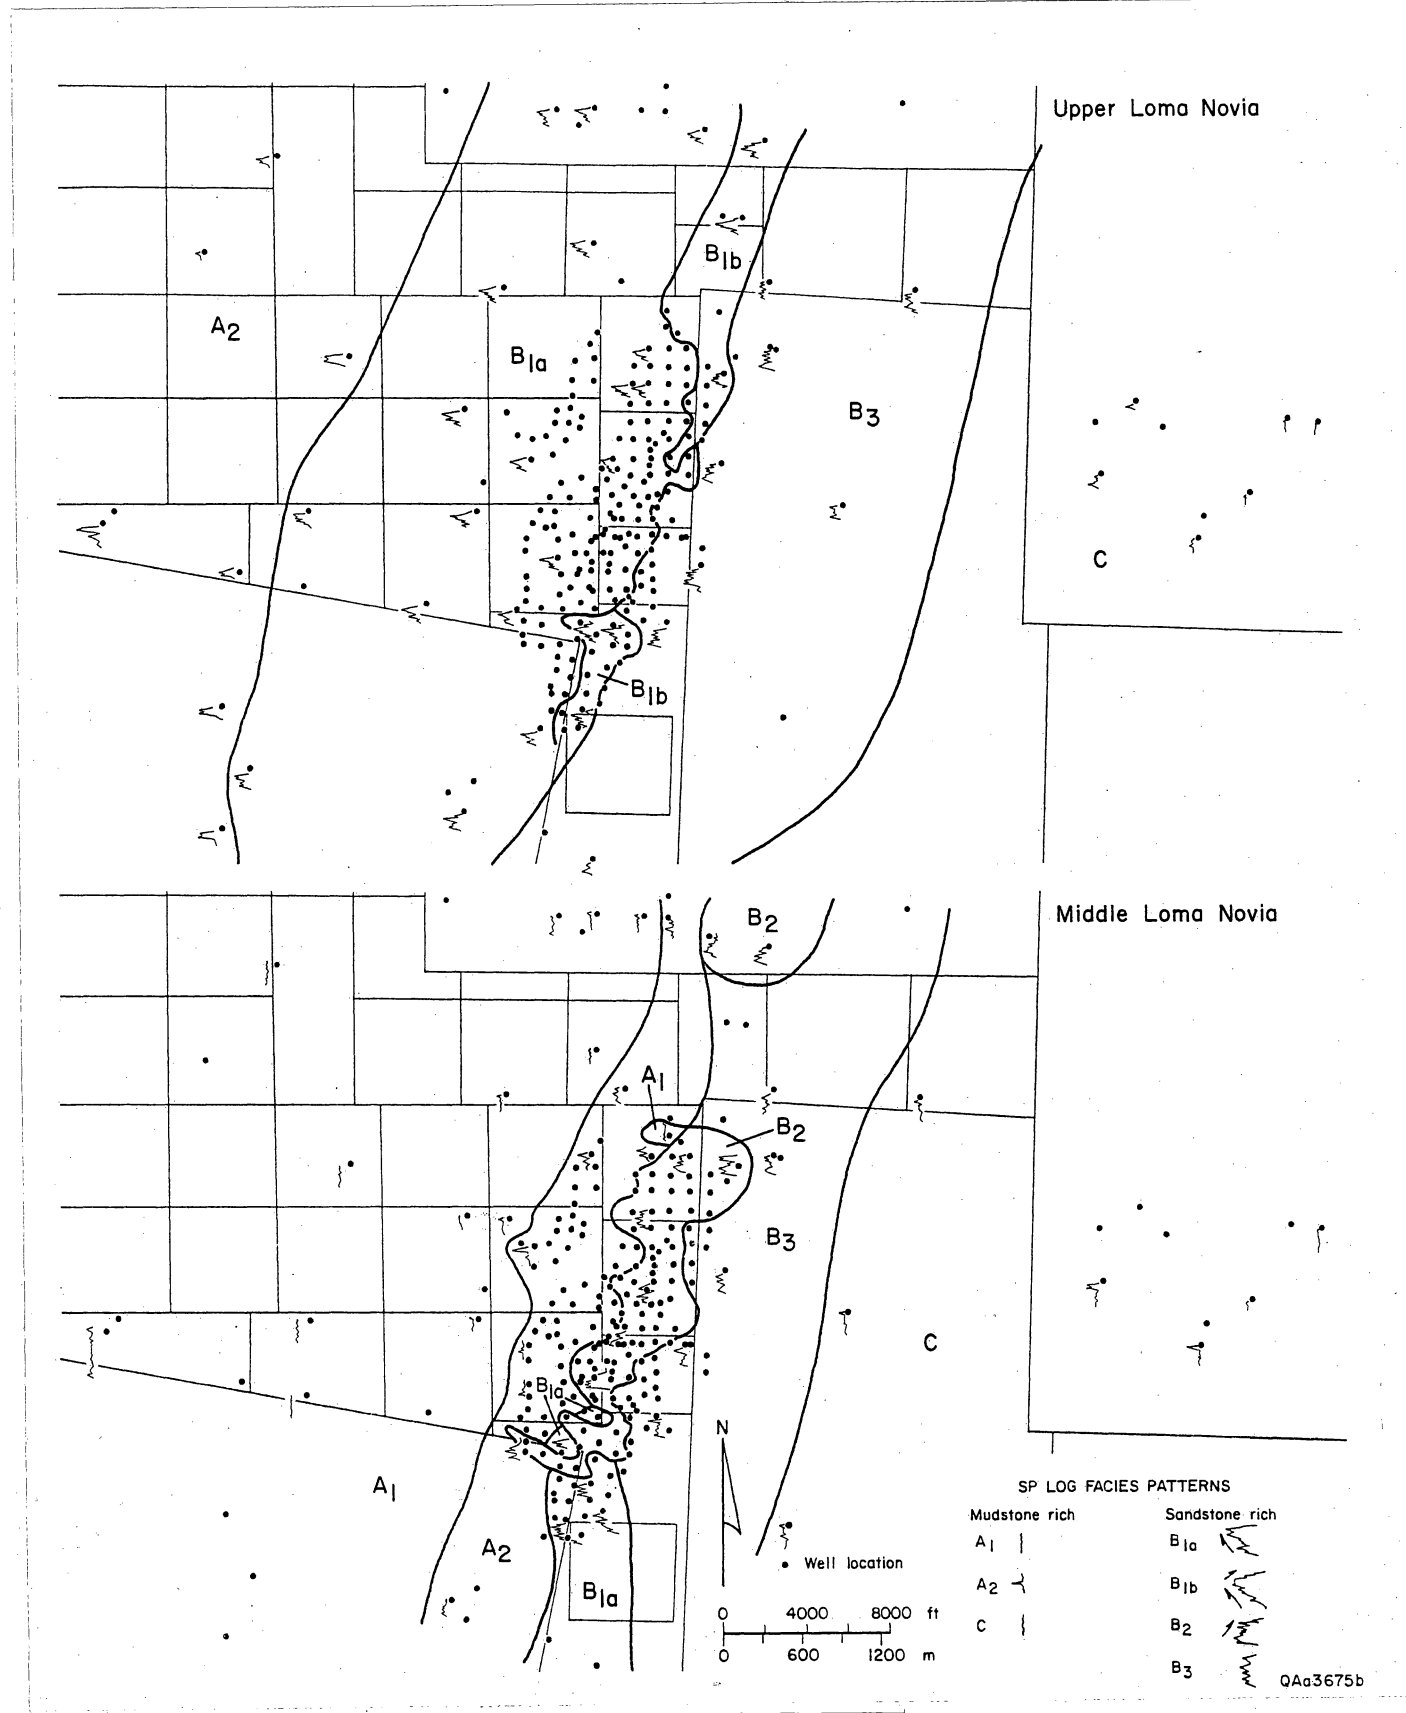 Upper Loma Novia
B1b
A2
B1a
B3
C
B1b
B2
Middle Loma Novia
A1
B2
B3
C
B1a
N
A1
SP LOG FACIES PATTERNS
Mudstone rich
Sandstone rich
A1
B1a
A2
Well location
A2
B1b
B1a
0 4000 8000 ft
C
B2
0 600 1200 m
B3
QAa3675b